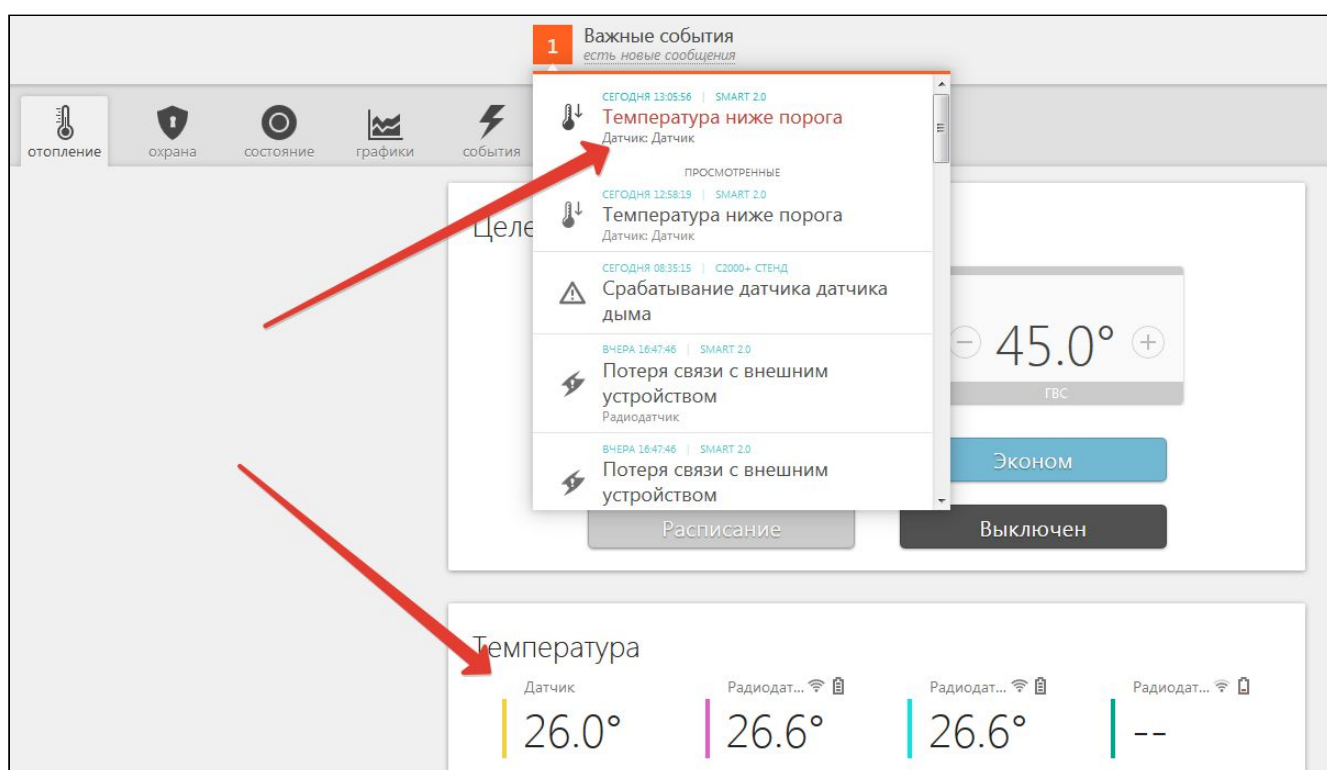 1
Важные события
есть новые сообщения
отопление
охрана
состояние
графики
события
СЕГОДНЯ 13:05:56 | SMART 2.0
Температура ниже порога
Датчик: Датчик
ПРОСМОТРЕННЫЕ
СЕГОДНЯ 12:58:19 | SMART 2.0
Температура ниже порога
Датчик: Датчик
СЕГОДНЯ 08:35:15 | С2000+ СТЕНД
Срабатывание датчика датчика
дыма
ВЧЕРА 16:47:46 | SMART 2.0
Потеря связи с внешним
устройством
Радиодатчик
ВЧЕРА 16:47:46 | SMART 2.0
Потеря связи с внешним
устройством
Целе
45.0°
ГВС
Эконом
Расписание
Выключен
Температура
Датчик
26.0°
Радиодат...
26.6°
Радиодат...
26.6°
Радиодат...
--